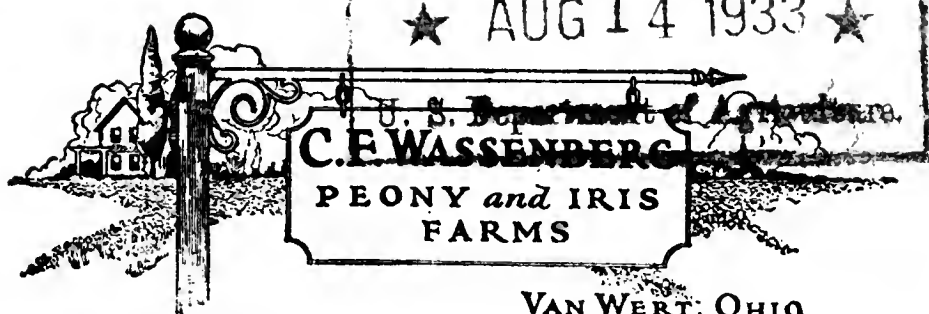 ★ AUG 14 1933 ★
U. S. Department of Agriculture.
C. F. WASSENBERG
PEONY and IRIS
FARMS
VAN WERT, OHIO